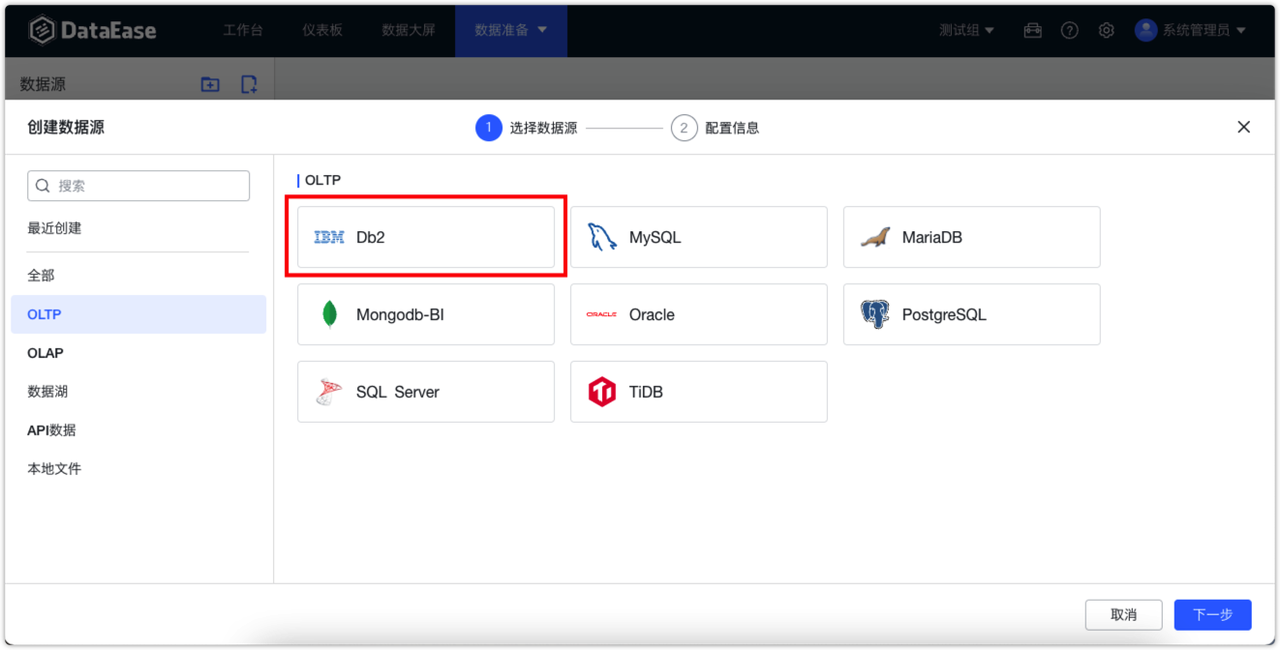 DataEase 工作台 仪表板 数据大屏 数据准备 测试组 系统管理员
数据源
创建数据源 1 选择数据源 2 配置信息
搜索
最近创建
全部
OLTP
OLAP
数据湖
API数据
本地文件
OLTP
IBM Db2 MySQL MariaDB
Mongodb-BI ORACLE Oracle PostgreSQL
SQL Server TiDB
取消 下一步